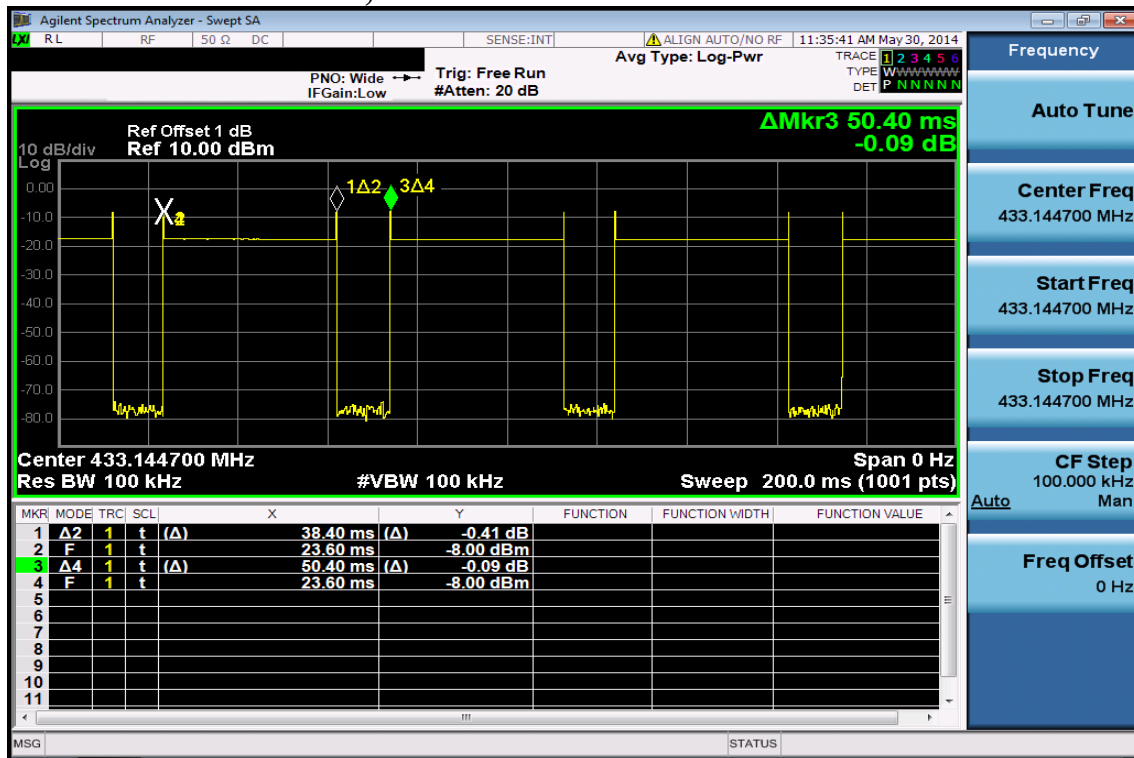 Agilent Spectrum Analyzer - Swept SA
LXI RL RF 50 Ω DC SENSE:INT ALIGN AUTO/NO RF 11:35:41 AM May 30, 2014
Avg Type: Log-Pwr TRACE 1 2 3 4 5 6
PNO: Wide Trig: Free Run TYPE WWWWWW
IFGain:Low #Atten: 20 dB DET P N N N N N
ΔMkr3 50.40 ms
-0.09 dB
Ref Offset 1 dB
10 dB/div Ref 10.00 dBm
Log
0.00
-10.0
-20.0
-30.0
-40.0
-50.0
-60.0
-70.0
-80.0
1Δ2 3Δ4
Center 433.144700 MHz Span 0 Hz
Res BW 100 kHz #VBW 100 kHz Sweep 200.0 ms (1001 pts)
MKR MODE TRC SCL X Y FUNCTION FUNCTION WIDTH FUNCTION VALUE
1 Δ2 1 t (Δ) 38.40 ms (Δ) -0.41 dB
2 F 1 t 23.60 ms -8.00 dBm
3 Δ4 1 t (Δ) 50.40 ms (Δ) -0.09 dB
4 F 1 t 23.60 ms -8.00 dBm
5
6
7
8
9
10
11
MSG STATUS
Frequency
Auto Tune
Center Freq
433.144700 MHz
Start Freq
433.144700 MHz
Stop Freq
433.144700 MHz
CF Step
100.000 kHz
Auto Man
Freq Offset
0 Hz